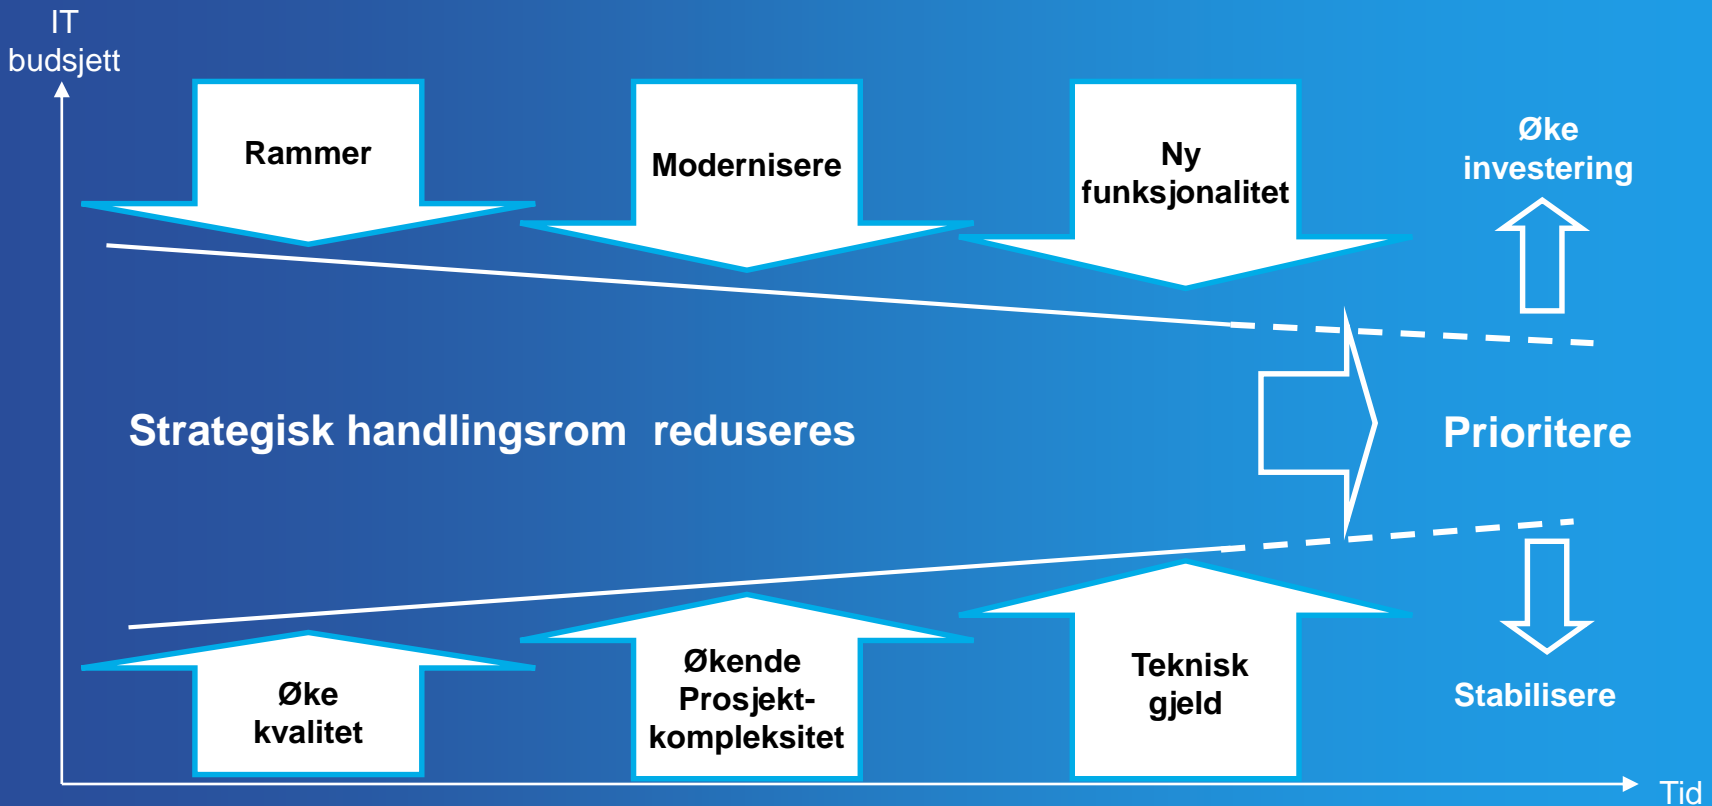 IT
budsjett
Rammer
Modernisere
Ny
funksjonalitet
Øke
investering
Strategisk handlingsrom  reduseres
Prioritere
Øke
kvalitet
Økende
Prosjekt-
kompleksitet
Teknisk
gjeld
Stabilisere
Tid